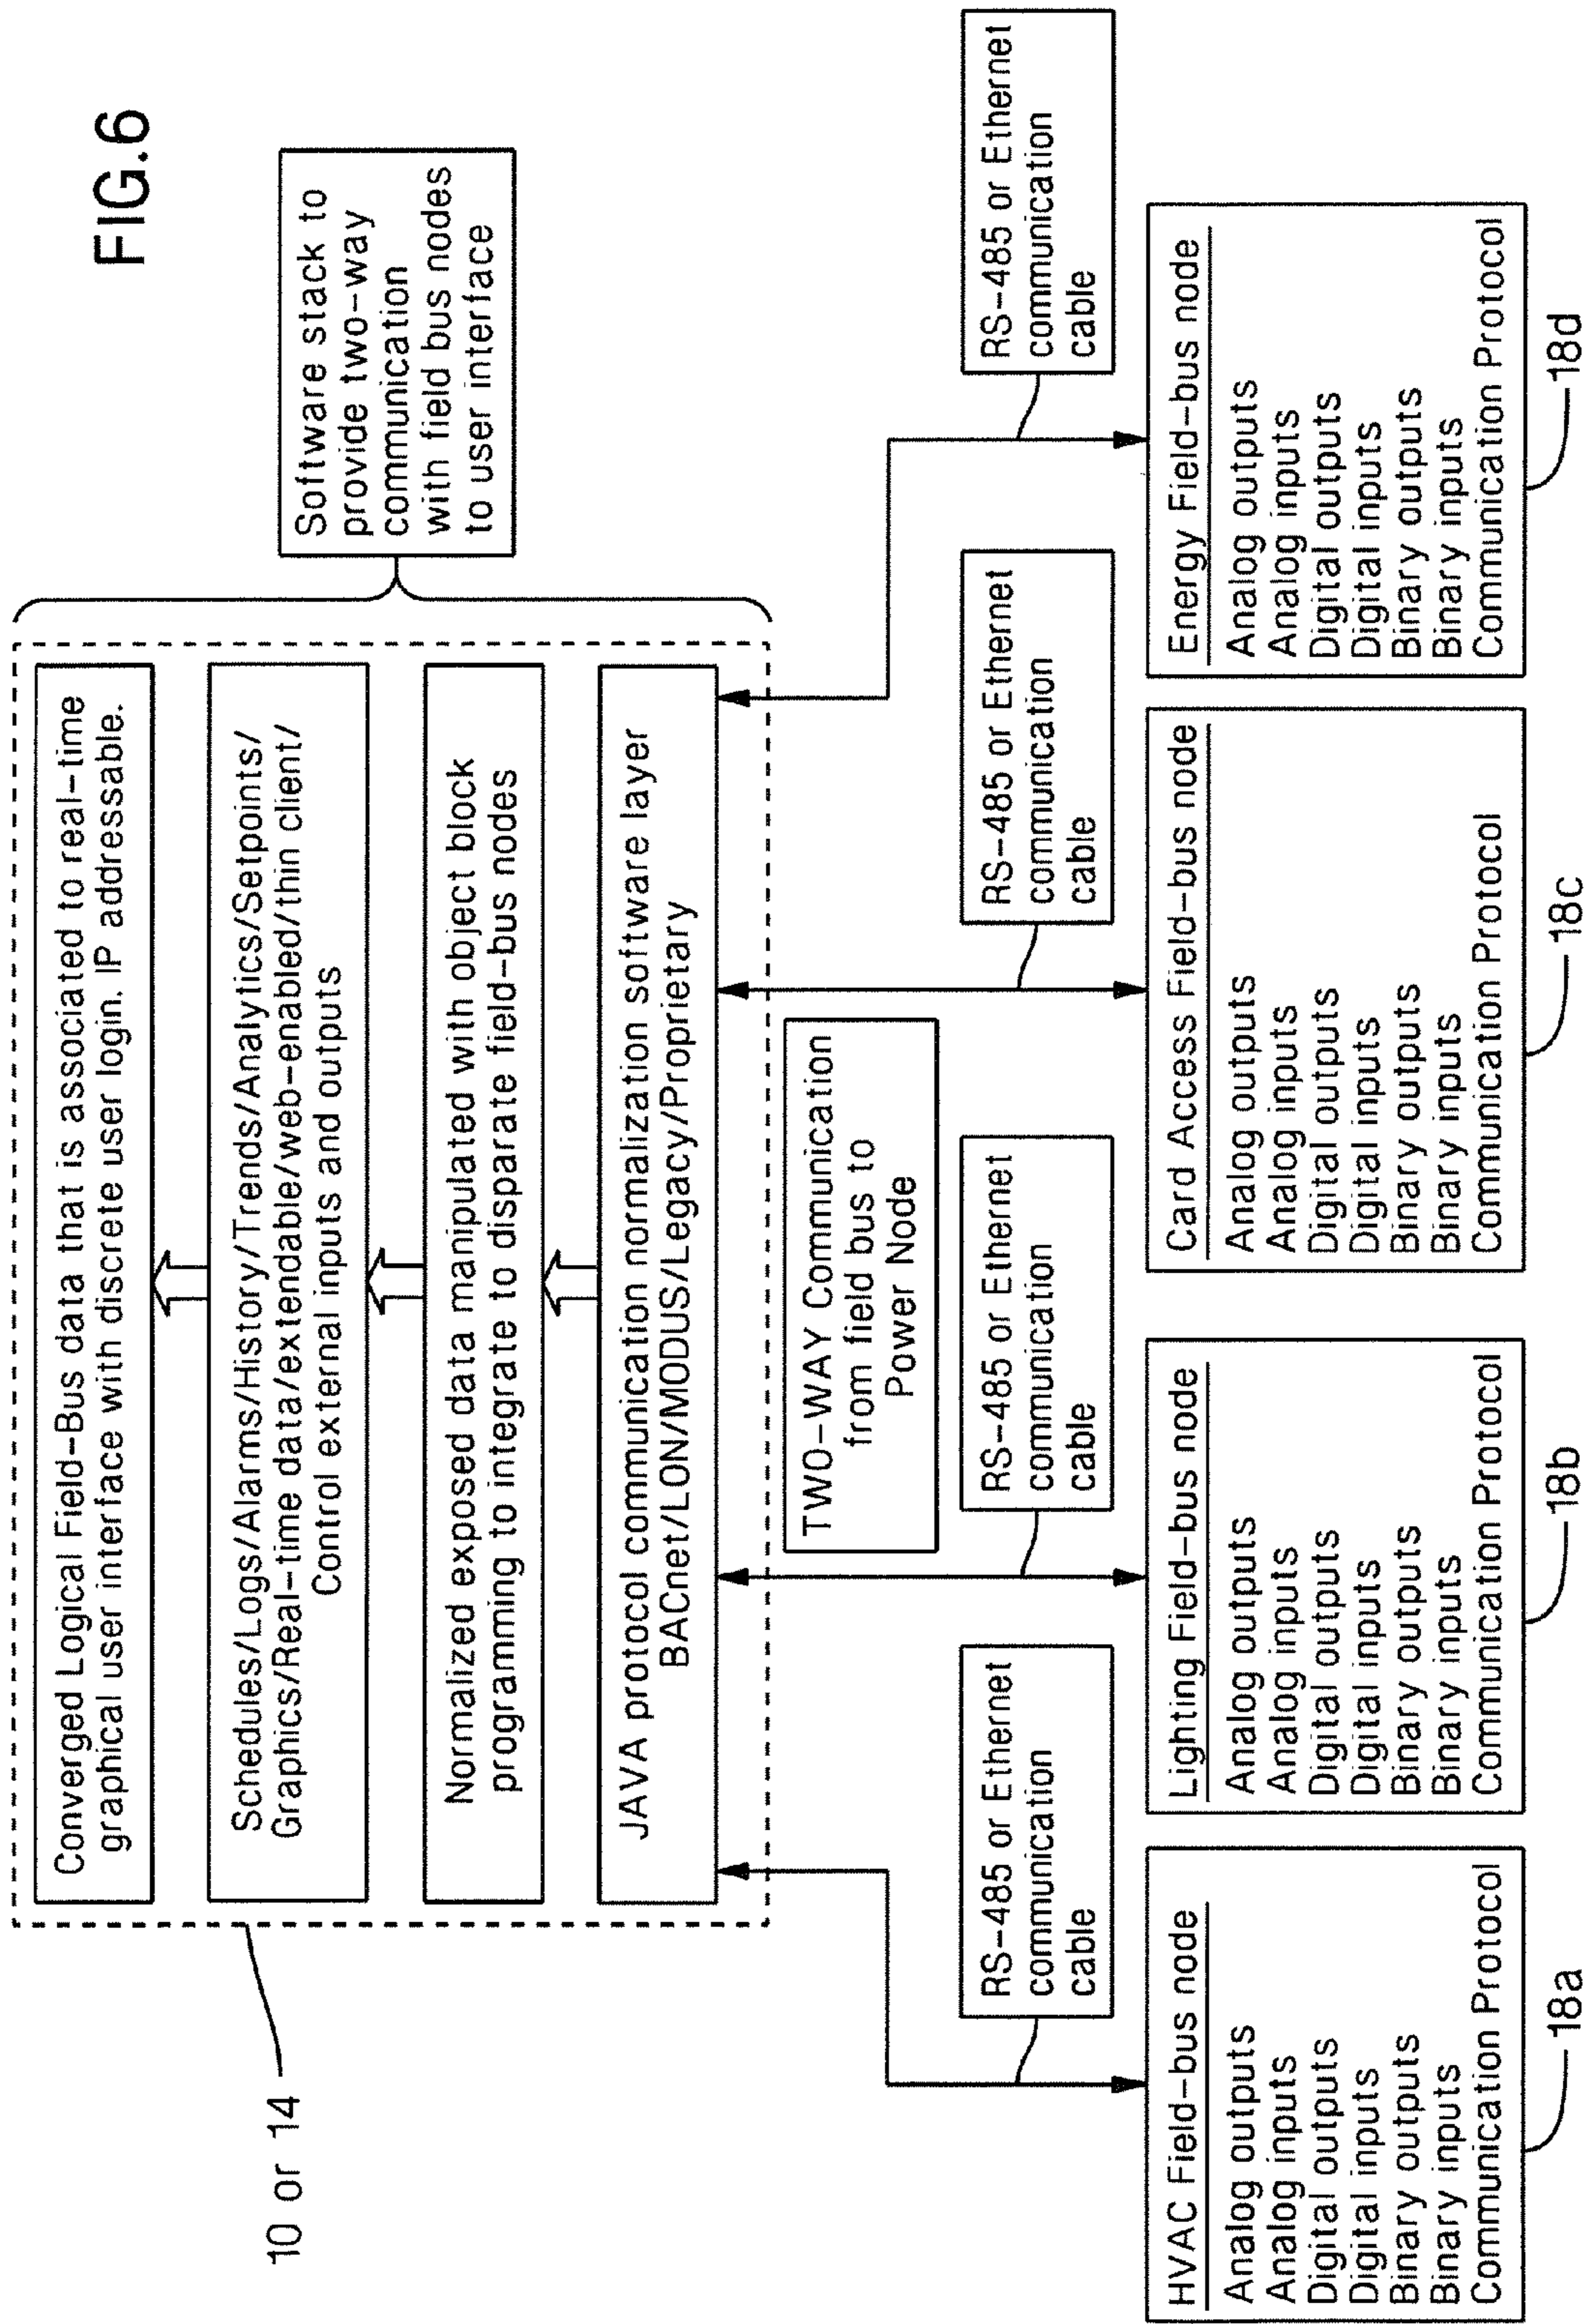 FIG.6
Software stack to
provide two-way
communication
with field bus nodes
to user interface
10 or 14
Converged Logical Field-Bus data that is associated to real-time
graphical user interface with discrete user login. IP addressable.
Schedules/Logs/Alarms/History/Trends/Analytics/Setpoints/
Graphics/Real-time data/extendable/web-enabled/thin client/
Control external inputs and outputs
Normalized exposed data manipulated with object block
programming to integrate to disparate field-bus nodes
JAVA protocol communication normalization software layer
BACnet/LON/MODUS/Legacy/Proprietary
TWO-WAY Communication
from field bus to
Power Node
RS-485 or Ethernet
communication
cable
RS-485 or Ethernet
communication
cable
RS-485 or Ethernet
communication
cable
RS-485 or Ethernet
communication
cable
HVAC Field-bus node
Analog outputs
Analog inputs
Digital outputs
Digital inputs
Binary outputs
Binary inputs
Communication Protocol
18a
Lighting Field-bus node
Analog outputs
Analog inputs
Digital outputs
Digital inputs
Binary outputs
Binary inputs
Communication Protocol
18b
Card Access Field-bus node
Analog outputs
Analog inputs
Digital outputs
Digital inputs
Binary outputs
Binary inputs
Communication Protocol
18c
Energy Field-bus node
Analog outputs
Analog inputs
Digital outputs
Digital inputs
Binary outputs
Binary inputs
Communication Protocol
18d